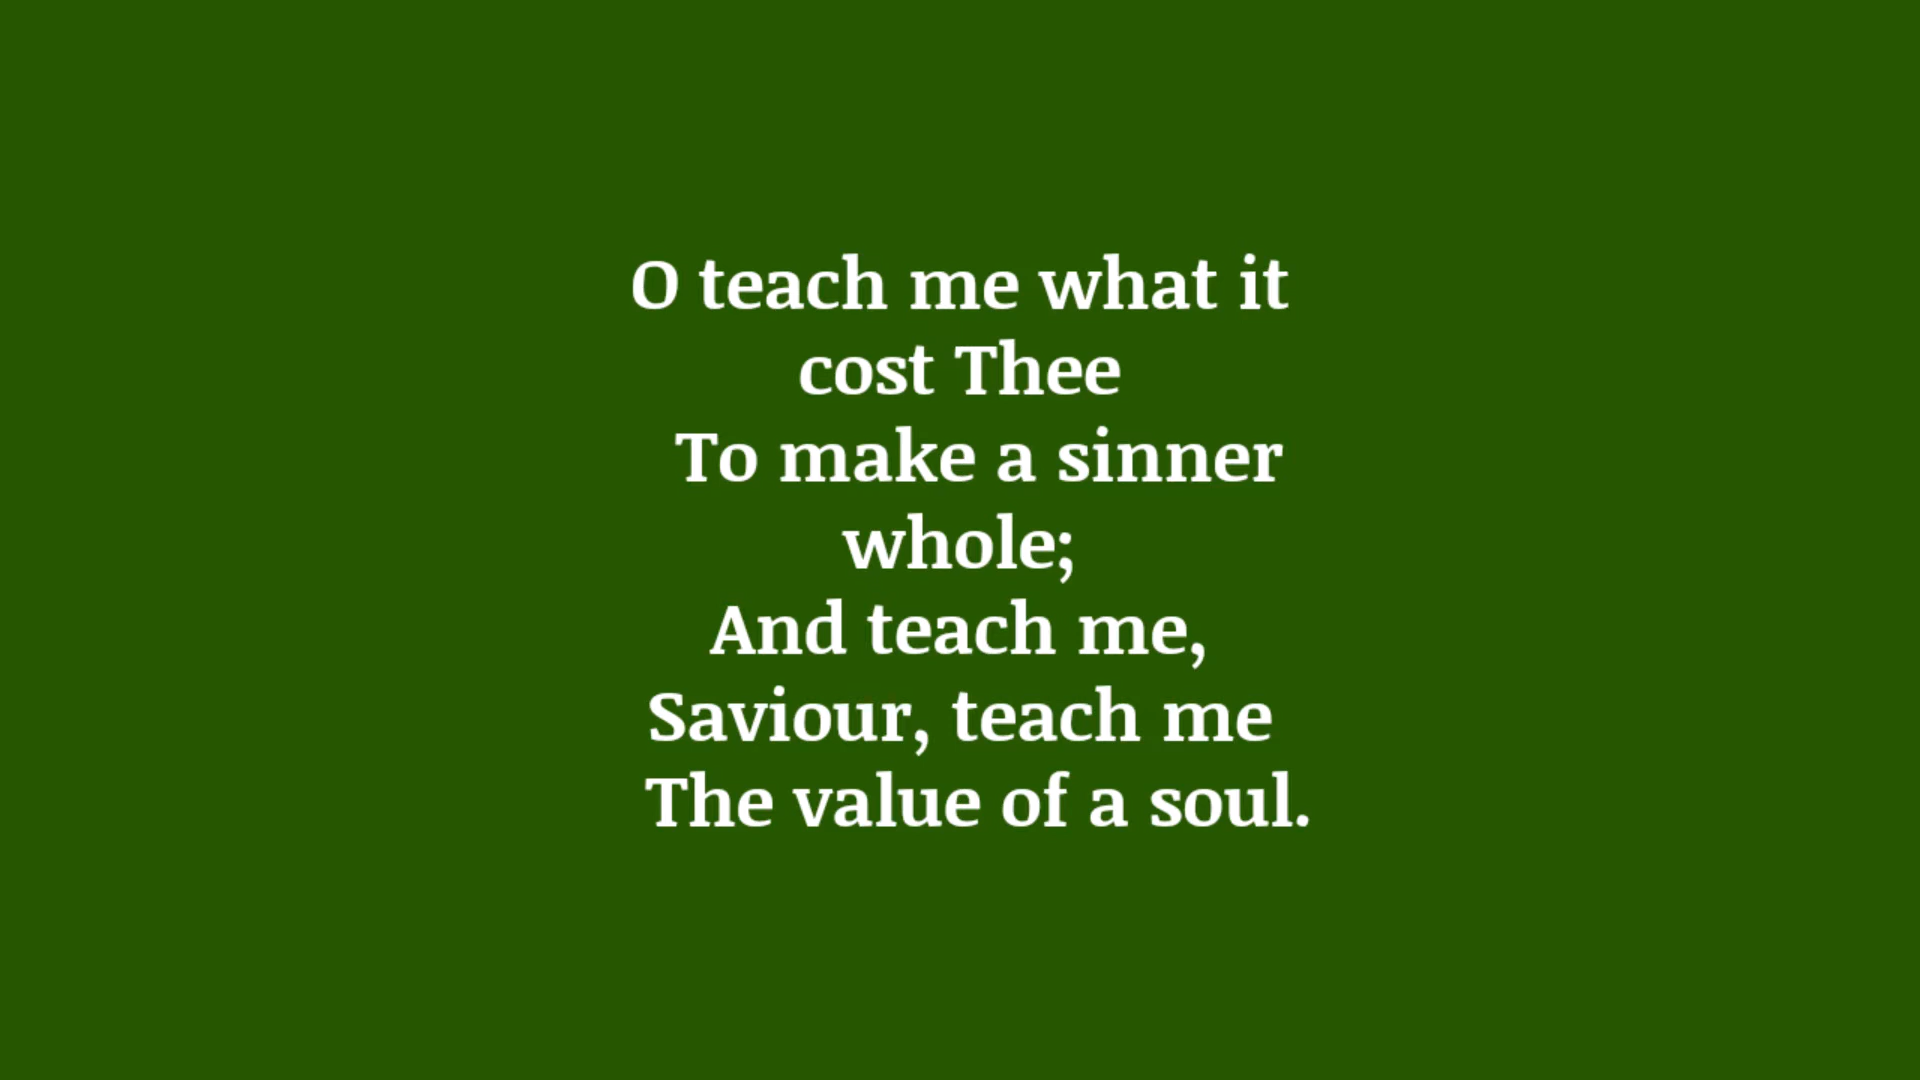 O teach me what it
cost Thee
To make a sinner
whole;
And teach me,
Saviour, teach me
The value of a soul.